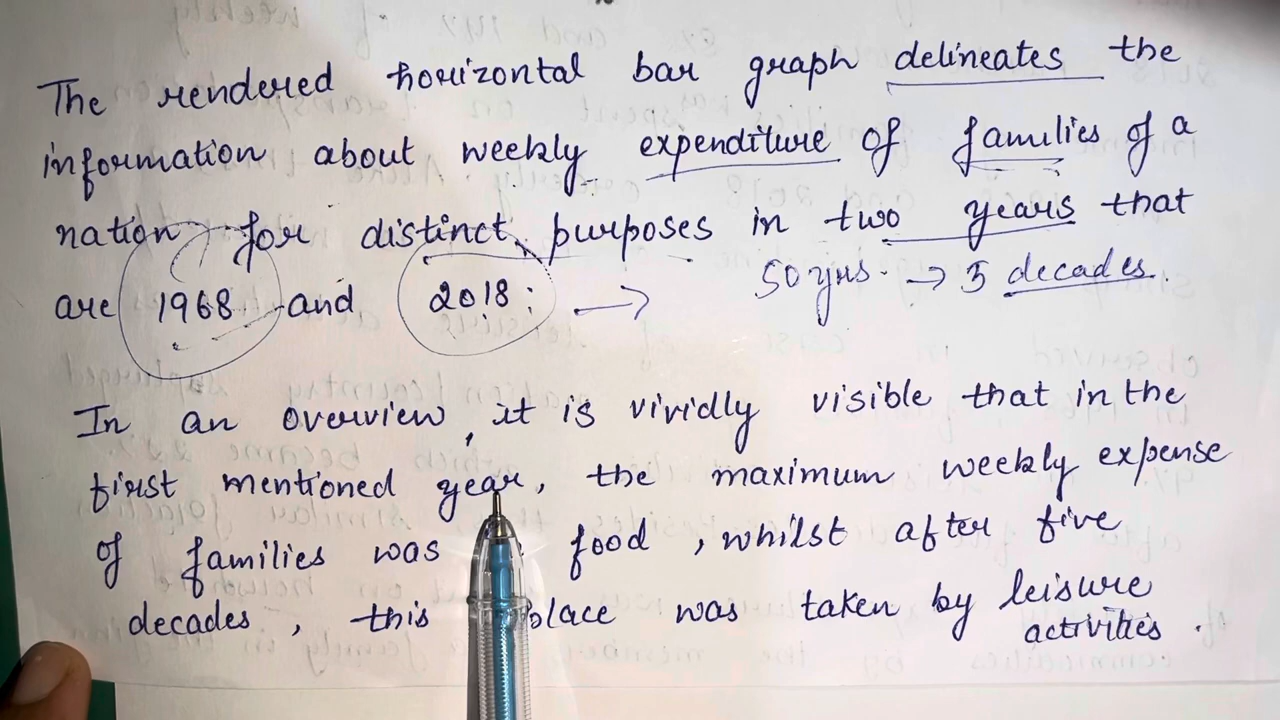 The rendered horizontal bar graph delineates the
information about weekly expenditure of families of a
nation for distinct purposes in two years that
are 1968 and 2018. → 50 yrs. → 5 decades.
In an overview, it is vividly visible that in the
first mentioned year, the maximum weekly expense
of families was food, whilst after five
decades, this place was taken by leisure
activities.